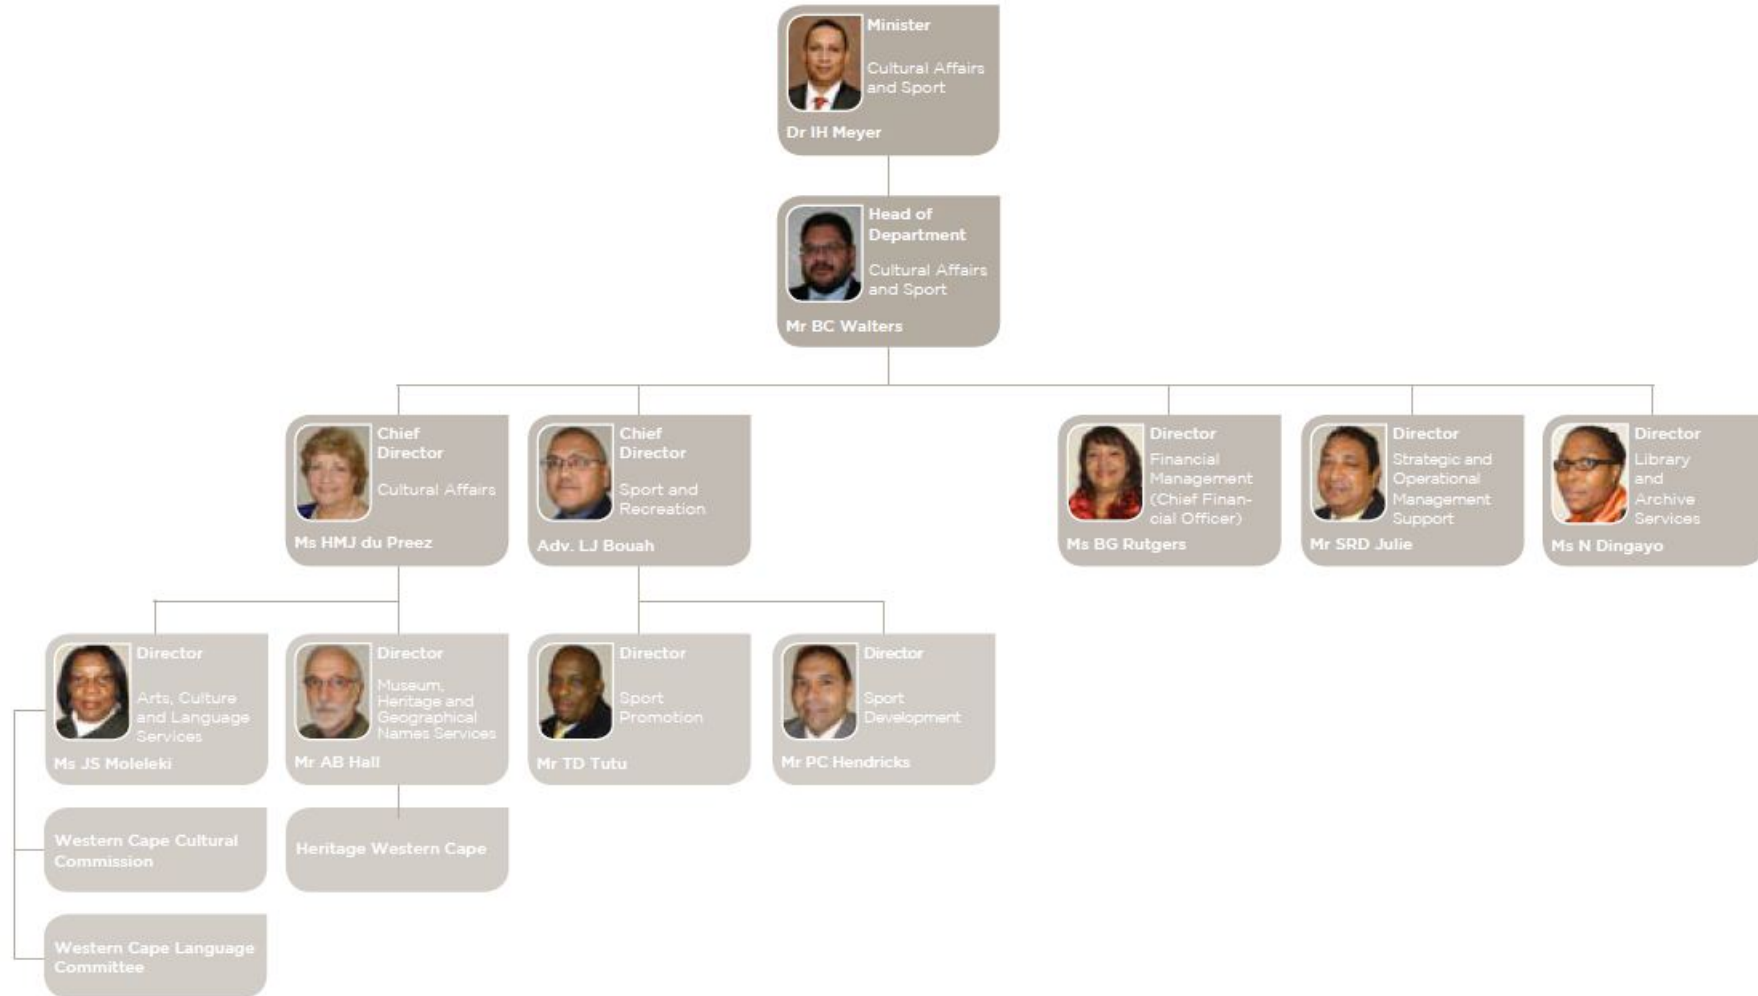 Minister
Cultural Affairs
and Sport
Dr IH Meyer
Head of
Department
Cultural Affairs
and Sport
Mr BC Walters
Chief
Director
Cultural Affairs
Ms HMJ du Preez
Chief
Director
Sport and
Recreation
Adv. LJ Bouah
Director
Financial
Management
(Chief Finan-
cial Officer)
Ms BG Rutgers
Director
Strategic and
Operational
Management
Support
Mr SRD Julie
Director
Library
and
Archive
Services
Ms N Dingayo
Director
Arts, Culture
and Language
Services
Ms JS Moleleki
Director
Museum,
Heritage and
Geographical
Names Services
Mr AB Hall
Director
Sport
Promotion
Mr TD Tutu
Director
Sport
Development
Mr PC Hendricks
Western Cape Cultural
Commission
Heritage Western Cape
Western Cape Language
Committee